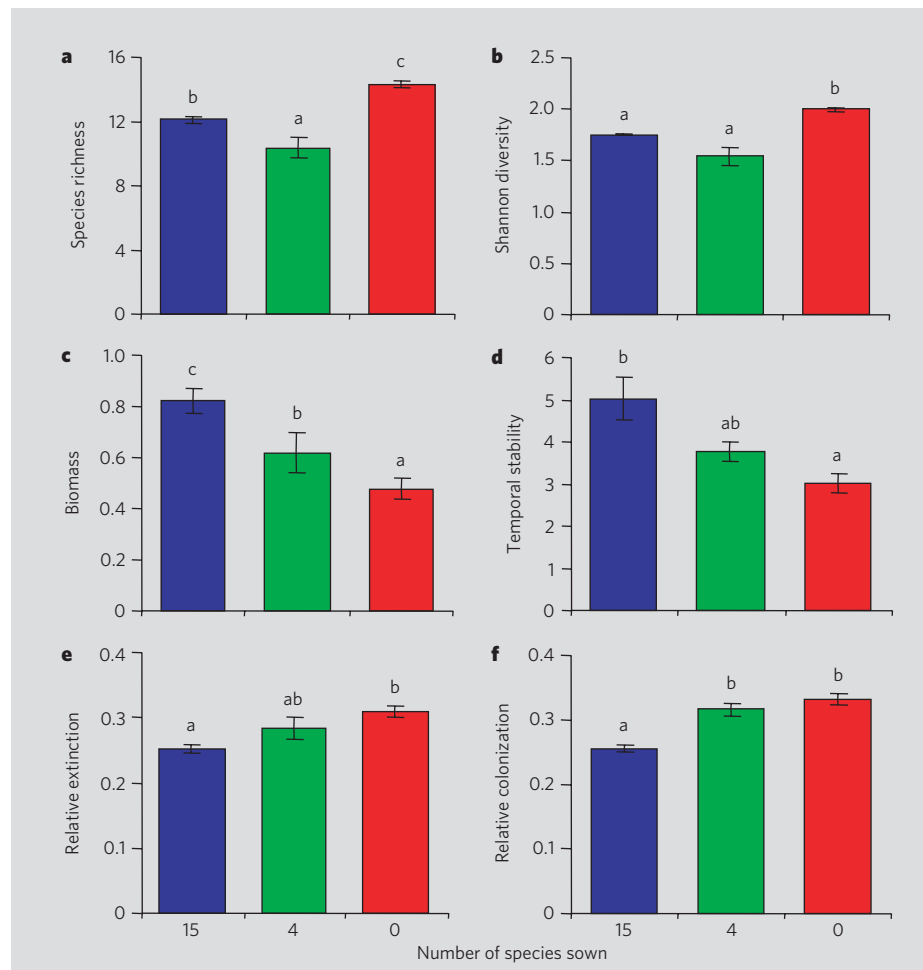 a
16
12
8
4
0
Species richness
b
a
c
b
2.5
2.0
1.5
1.0
0.5
0
Shannon diversity
a
a
b
c
1.0
0.8
0.6
0.4
0.2
0
Biomass
c
b
a
d
6
5
4
3
2
1
0
Temporal stability
b
ab
a
e
0.4
0.3
0.2
0.1
0
Relative extinction
a
ab
b
15
4
0
f
0.4
0.3
0.2
0.1
0
Relative colonization
a
b
b
15
4
0
Number of species sown